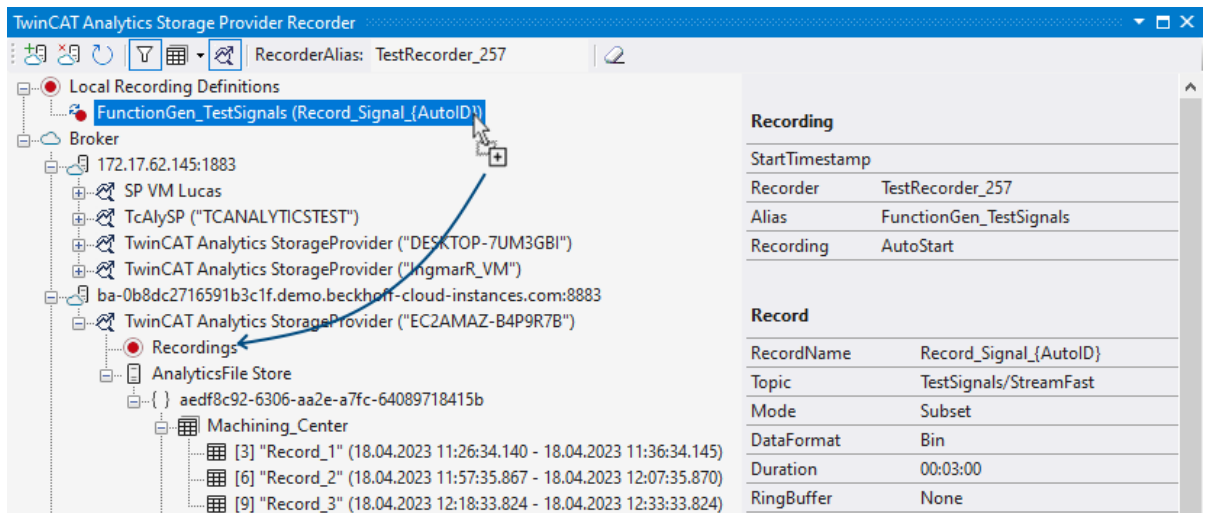 TwinCAT Analytics Storage Provider Recorder
RecorderAlias: TestRecorder_257
Local Recording Definitions
FunctionGen_TestSignals (Record_Signal_{AutoID})
Broker
172.17.62.145:1883
SP VM Lucas
TcAlySP ("TCANALYTICSTEST")
TwinCAT Analytics StorageProvider ("DESKTOP-7UM3GBI")
TwinCAT Analytics StorageProvider ("IngmarR_VM")
ba-0b8dc2716591b3c1f.demo.beckhoff-cloud-instances.com:8883
TwinCAT Analytics StorageProvider ("EC2AMAZ-B4P9R7B")
Recordings
AnalyticsFile Store
{ } aedf8c92-6306-aa2e-a7fc-64089718415b
Machining_Center
[3] "Record_1" (18.04.2023 11:26:34.140 - 18.04.2023 11:36:34.145)
[6] "Record_2" (18.04.2023 11:57:35.867 - 18.04.2023 12:07:35.870)
[9] "Record_3" (18.04.2023 12:18:33.824 - 18.04.2023 12:33:33.824)
Recording
StartTimestamp
Recorder TestRecorder_257
Alias FunctionGen_TestSignals
Recording AutoStart
Record
RecordName Record_Signal_{AutoID}
Topic TestSignals/StreamFast
Mode Subset
DataFormat Bin
Duration 00:03:00
RingBuffer None